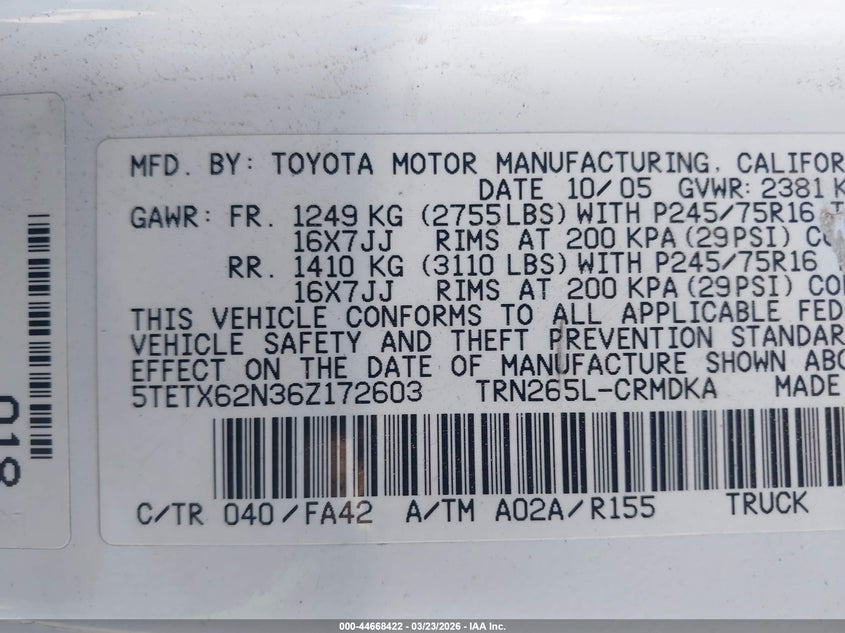 MFD. BY: TOYOTA MOTOR MANUFACTURING, CALIFOR
DATE 10/05 GVWR: 2381 K
GAWR: FR. 1249 KG (2755LBS) WITH P245/75R16 T
16X7JJ RIMS AT 200 KPA (29PSI) CO
RR. 1410 KG (3110 LBS) WITH P245/75R16
16X7JJ RIMS AT 200 KPA (29PSI) COL
THIS VEHICLE CONFORMS TO ALL APPLICABLE FED
VEHICLE SAFETY AND THEFT PREVENTION STANDAR
EFFECT ON THE DATE OF MANUFACTURE SHOWN ABO
5TETX62N36Z172603 TRN265L-CRMDKA MADE
C/TR 040/FA42 A/TM A02A/R155 TRUCK
018
000-44668422 - 03/23/2026 - IAA Inc.